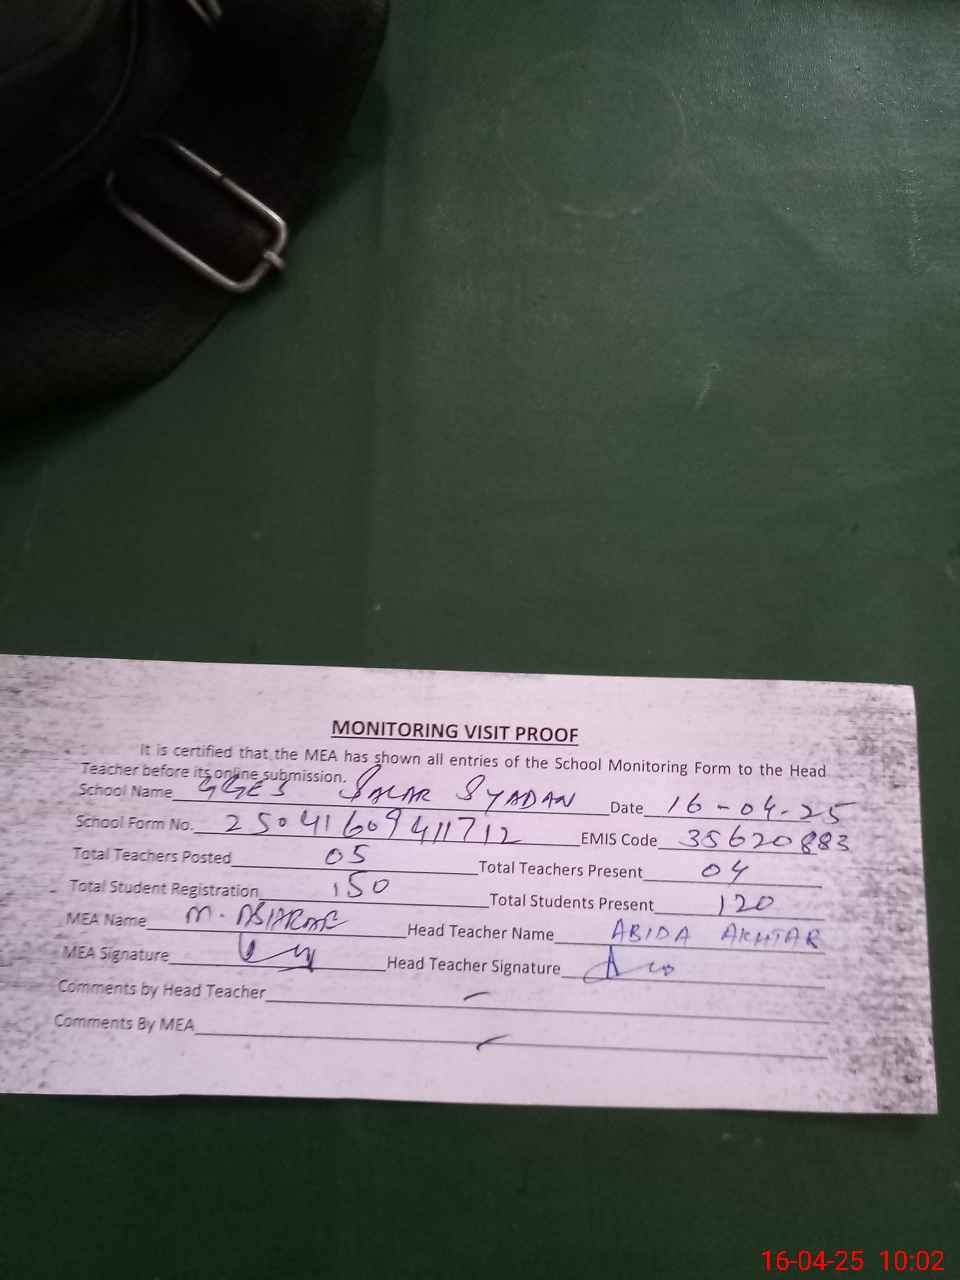 MONITORING VISIT PROOF
It is certified that the MEA has shown all entries of the School Monitoring Form to the Head
Teacher before its online submission.
School Name GGES SALAR SYADAN Date 16-04-25
School Form No. 25041609411712 EMIS Code 35620883
Total Teachers Posted 05 Total Teachers Present 04
Total Student Registration 150 Total Students Present 120
MEA Name M. Head Teacher Name ABIDA AKHTAR
MEA Signature Head Teacher Signature
Comments by Head Teacher
Comments By MEA
16-04-25 10:02